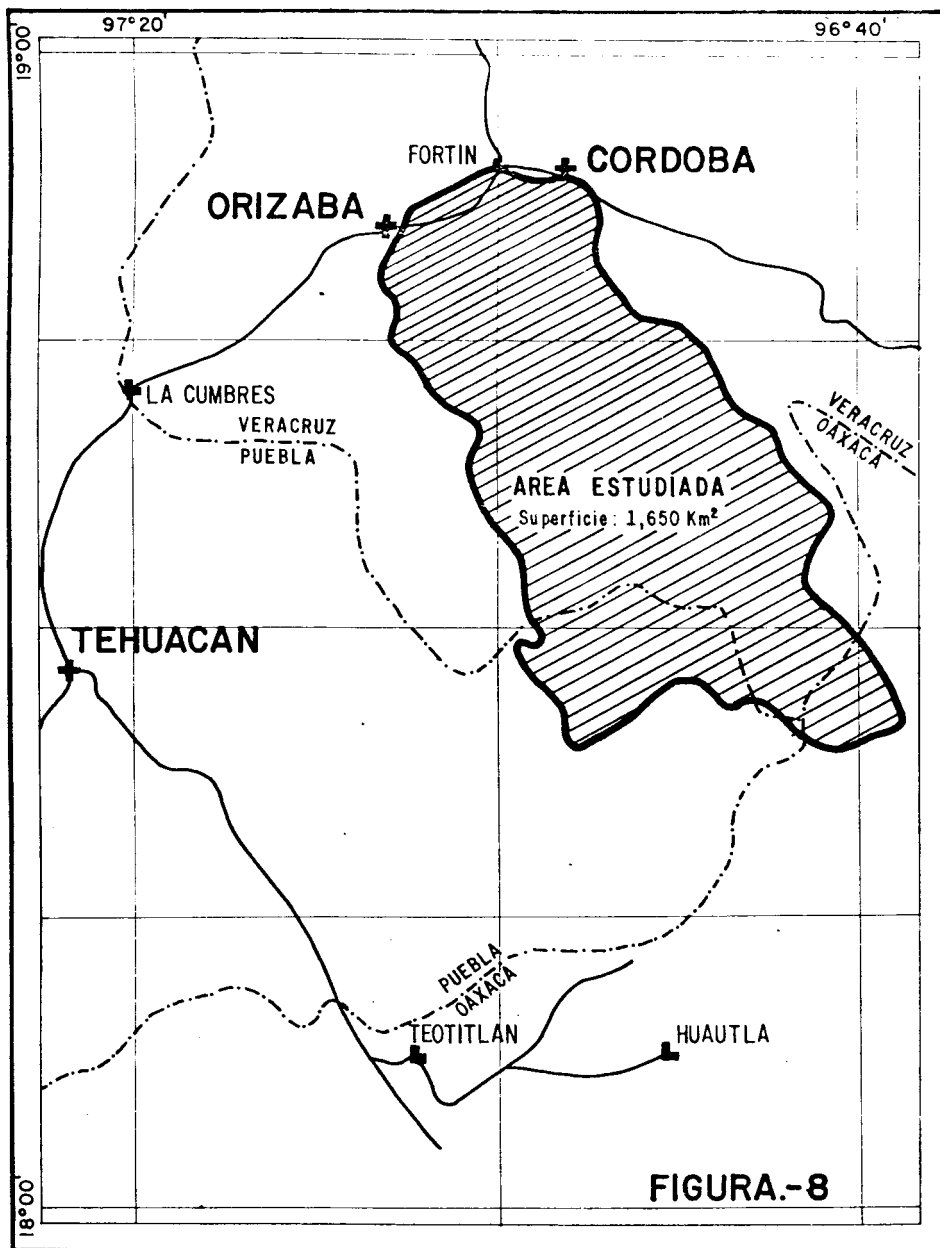 97°20'
96°40'
19°00'
FORTIN
CORDOBA
ORIZABA
LA CUMBRES
VERACRUZ
PUEBLA
VERACRUZ
OAXACA
AREA ESTUDIADA
Superficie: 1,650 Km²
TEHUACAN
PUEBLA
OAXACA
TEOTITLAN
HUAUTLA
18°00'
FIGURA.-8